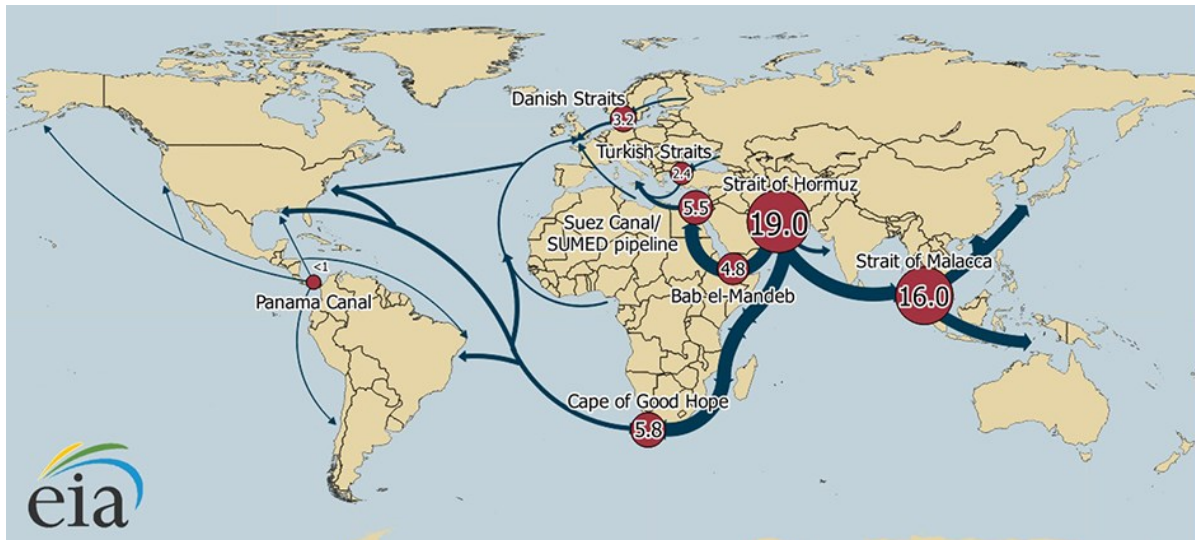 Danish Straits
3.2
Turkish Straits
2.4
Strait of Hormuz
19.0
5.5
Suez Canal/
SUMED pipeline
4.8
Bab el-Mandeb
Strait of Malacca
16.0
<1
Panama Canal
Cape of Good Hope
5.8
eia